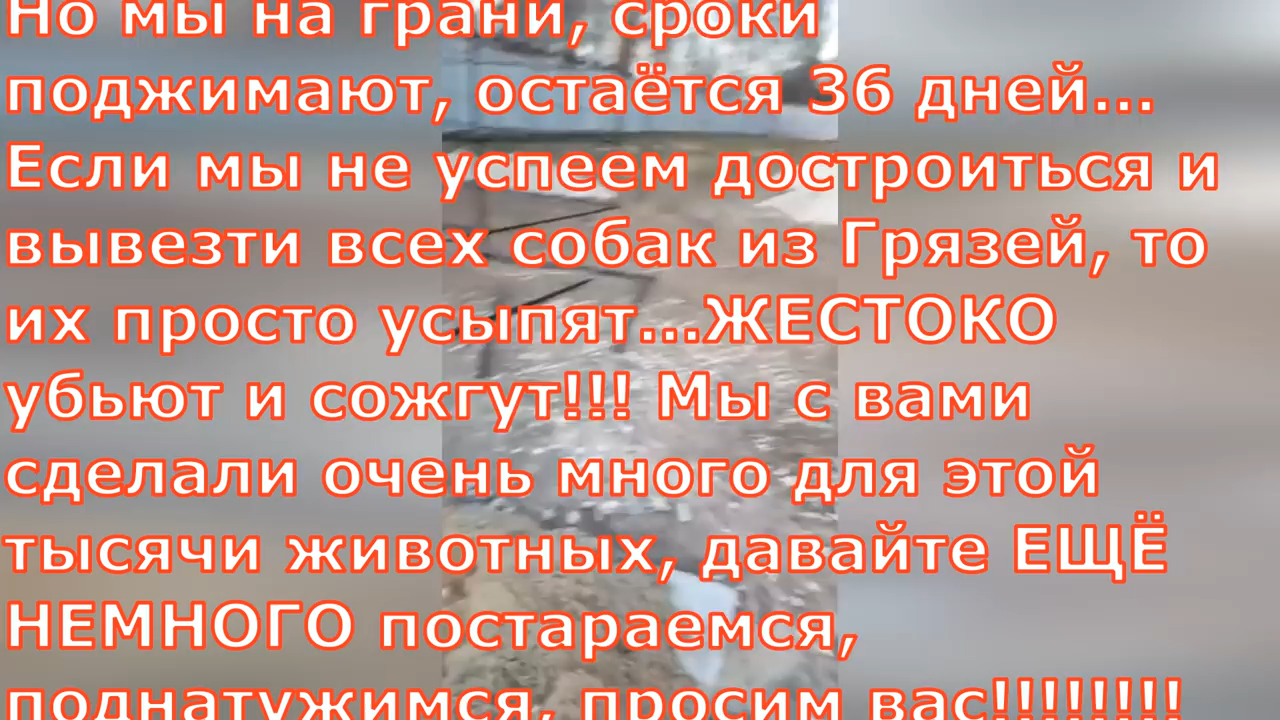 Но мы на грани, сроки
поджимают, остаётся 36 дней...
Если мы не успеем достроиться и
вывезти всех собак из Грязей, то
их просто усыпят...ЖЕСТОКО
убьют и сожгут!!! Мы с вами
сделали очень много для этой
тысячи животных, давайте ЕЩЁ
НЕМНОГО постараемся,
поднатужимся, просим вас!!!!!!!!